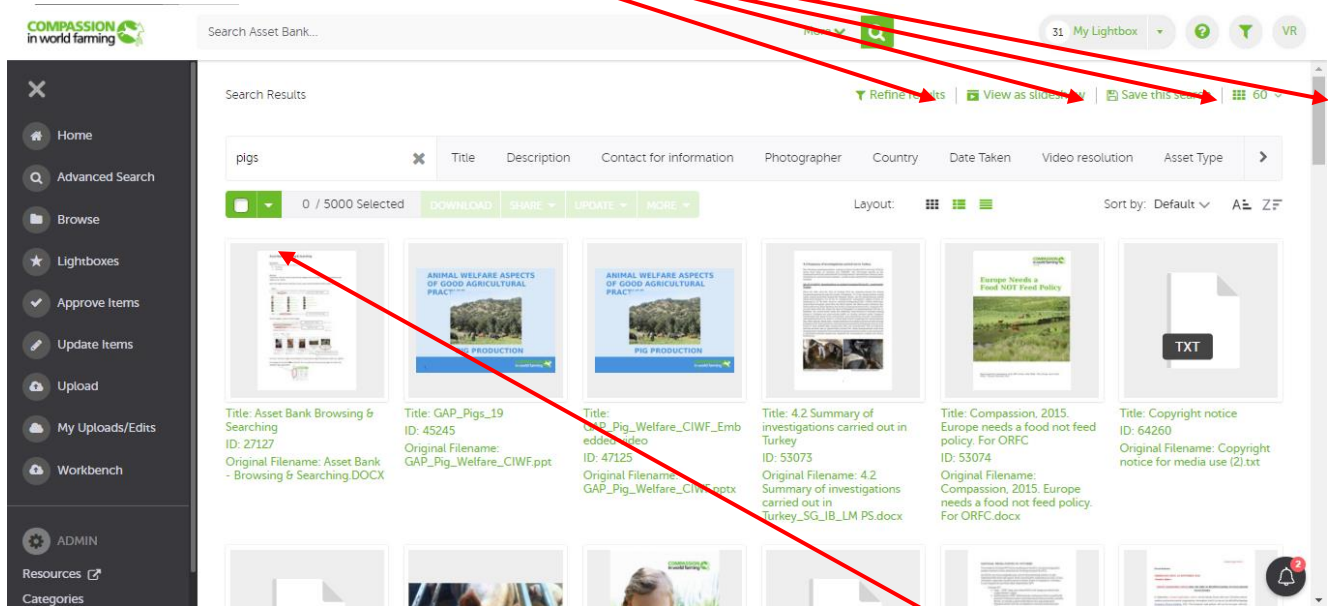 COMPASSION
in world farming
Search Asset Bank...
More
31 My Lightbox
?
VR
Home
Advanced Search
Browse
Lightboxes
Approve Items
Update Items
Upload
My Uploads/Edits
Workbench
ADMIN
Resources
Categories
Search Results
Refine results
View as slideshow
Save this search
60
pigs
Title
Description
Contact for information
Photographer
Country
Date Taken
Video resolution
Asset Type
0 / 5000 Selected
DOWNLOAD
SHARE
UPDATE
MORE
Layout:
Sort by: Default
ANIMAL WELFARE ASPECTS
OF GOOD AGRICULTURAL
PIG PRODUCTION
ANIMAL WELFARE ASPECTS
OF GOOD AGRICULTURAL
PIG PRODUCTION
Europe Needs a
Food NOT Feed Policy
TXT
Title: Asset Bank Browsing &
Searching
ID: 27127
Original Filename: Asset Bank
- Browsing & Searching.DOCX
Title: GAP_Pigs_19
ID: 45245
Original Filename:
GAP_Pig_Welfare_CIWF.ppt
Title:
GAP_Pig_Welfare_CIWF_Emb
edded video
ID: 47125
Original Filename:
GAP_Pig_Welfare_CIWF.pptx
Title: 4.2 Summary of
investigations carried out in
Turkey
ID: 53073
Original Filename: 4.2
Summary of investigations
carried out in
Turkey_SG_IB_LM PS.docx
Title: Compassion, 2015.
Europe needs a food not feed
policy. For ORFC
ID: 53074
Original Filename:
Compassion, 2015. Europe
needs a food not feed policy.
For ORFC.docx
Title: Copyright notice
ID: 64260
Original Filename: Copyright
notice for media use (2).txt
2